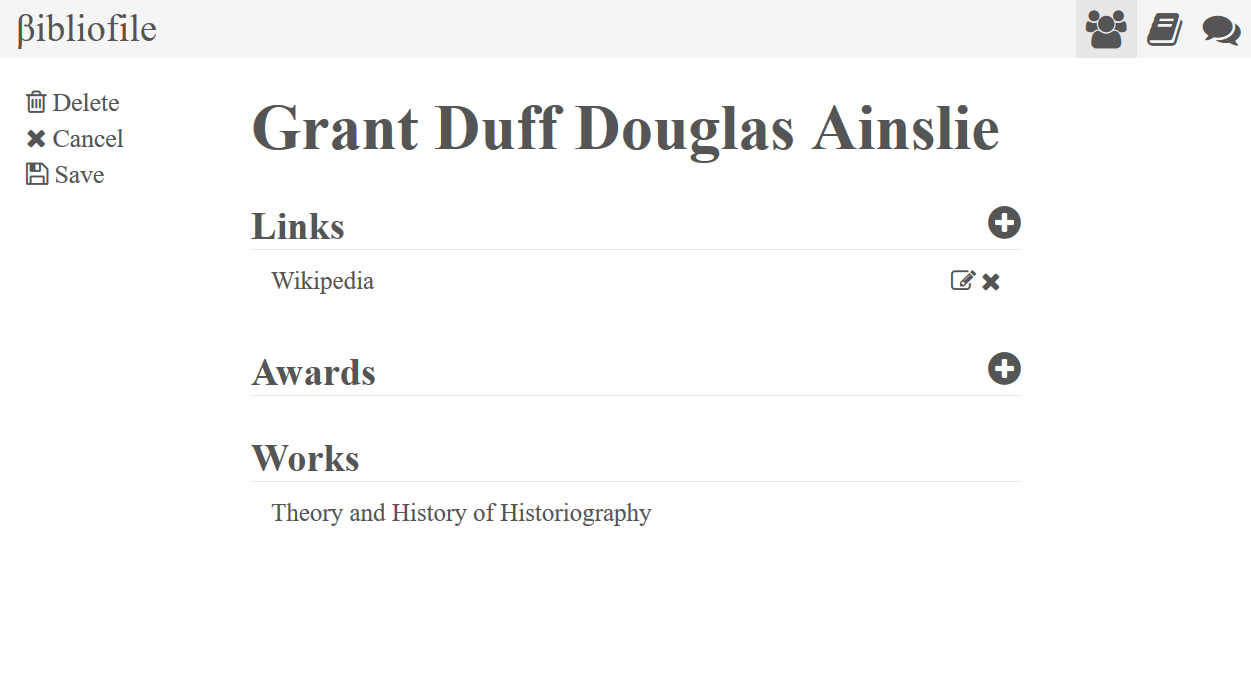 βibliofile
Delete
Cancel
Save
Grant Duff Douglas Ainslie
Links
Wikipedia
Awards
Works
Theory and History of Historiography